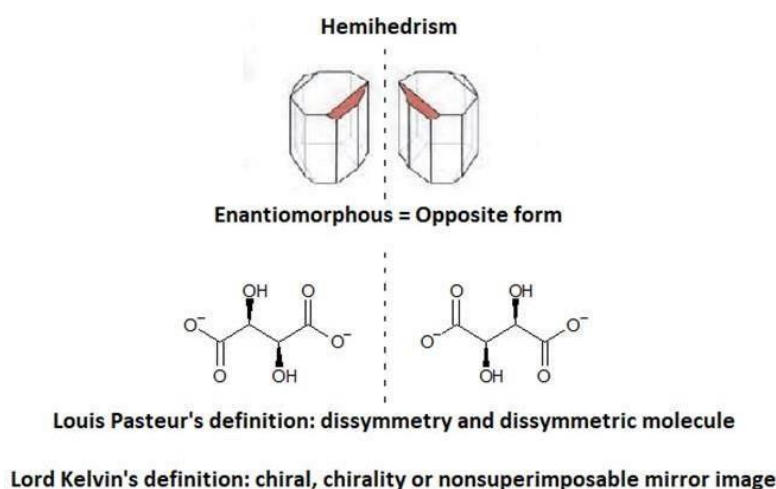 Hemihedrism
Enantiomorphous = Opposite form
OH O O OH
O⁻ O⁻ O⁻ O⁻
O OH OH O
Louis Pasteur's definition: dissymmetry and dissymmetric molecule
Lord Kelvin's definition: chiral, chirality or nonsuperimposable mirror image